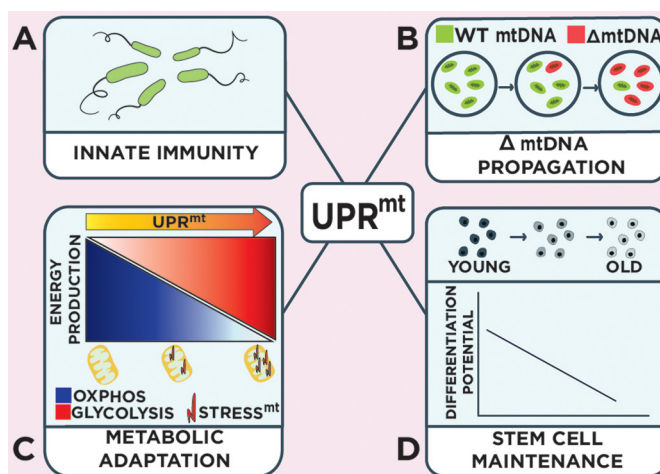 A
INNATE IMMUNITY
B
WT mtDNA ΔmtDNA
Δ mtDNA
PROPAGATION
UPRmt
UPRmt
ENERGY
PRODUCTION
OXPHOS
GLYCOLYSIS STRESSmt
C
METABOLIC
ADAPTATION
YOUNG OLD
DIFFERENTIATION
POTENTIAL
D
STEM CELL
MAINTENANCE